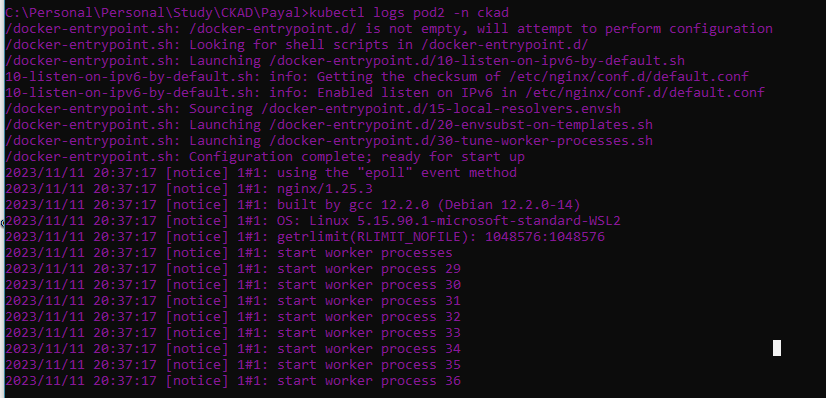 C:\Personal\Personal\Study\CKAD\Payal>kubectl logs pod2 -n ckad
/docker-entrypoint.sh: /docker-entrypoint.d/ is not empty, will attempt to perform configuration
/docker-entrypoint.sh: Looking for shell scripts in /docker-entrypoint.d/
/docker-entrypoint.sh: Launching /docker-entrypoint.d/10-listen-on-ipv6-by-default.sh
10-listen-on-ipv6-by-default.sh: info: Getting the checksum of /etc/nginx/conf.d/default.conf
10-listen-on-ipv6-by-default.sh: info: Enabled listen on IPv6 in /etc/nginx/conf.d/default.conf
/docker-entrypoint.sh: Sourcing /docker-entrypoint.d/15-local-resolvers.envsh
/docker-entrypoint.sh: Launching /docker-entrypoint.d/20-envsubst-on-templates.sh
/docker-entrypoint.sh: Launching /docker-entrypoint.d/30-tune-worker-processes.sh
/docker-entrypoint.sh: Configuration complete; ready for start up
2023/11/11 20:37:17 [notice] 1#1: using the "epoll" event method
2023/11/11 20:37:17 [notice] 1#1: nginx/1.25.3
2023/11/11 20:37:17 [notice] 1#1: built by gcc 12.2.0 (Debian 12.2.0-14)
2023/11/11 20:37:17 [notice] 1#1: OS: Linux 5.15.90.1-microsoft-standard-WSL2
2023/11/11 20:37:17 [notice] 1#1: getrlimit(RLIMIT_NOFILE): 1048576:1048576
2023/11/11 20:37:17 [notice] 1#1: start worker processes
2023/11/11 20:37:17 [notice] 1#1: start worker process 29
2023/11/11 20:37:17 [notice] 1#1: start worker process 30
2023/11/11 20:37:17 [notice] 1#1: start worker process 31
2023/11/11 20:37:17 [notice] 1#1: start worker process 32
2023/11/11 20:37:17 [notice] 1#1: start worker process 33
2023/11/11 20:37:17 [notice] 1#1: start worker process 34
2023/11/11 20:37:17 [notice] 1#1: start worker process 35
2023/11/11 20:37:17 [notice] 1#1: start worker process 36